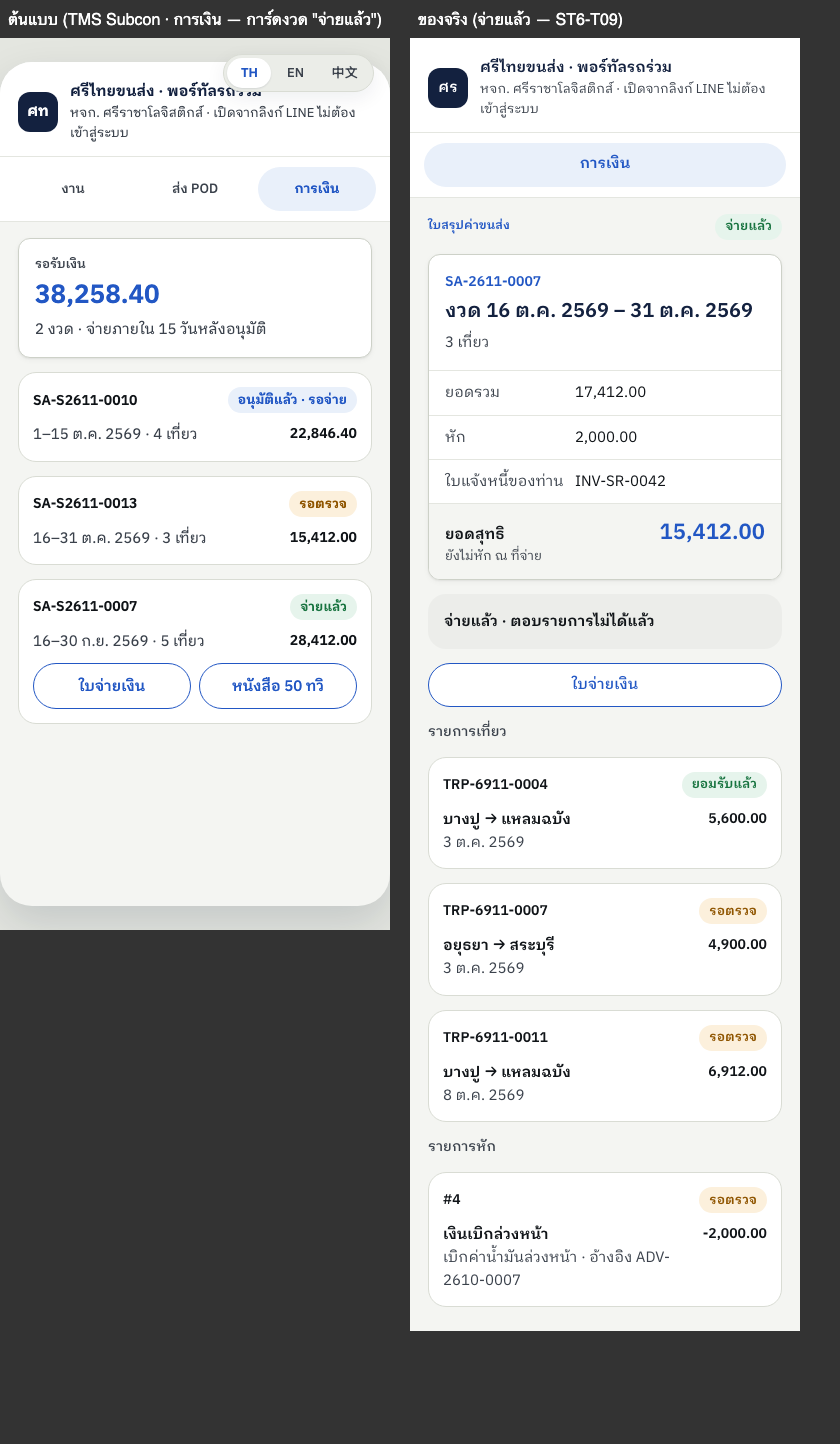 ต้นแบบ (TMS Subcon · การเงิน — การ์ดงวด "จ่ายแล้ว")
TH EN 中文
ศท
ศรีไทยขนส่ง · พอร์ทัลรถร่วม
หจก. ศรีราชาโลจิสติกส์ · เปิดจากลิงก์ LINE ไม่ต้อง
เข้าสู่ระบบ
งาน ส่ง POD การเงิน
รอรับเงิน
38,258.40
2 งวด · จ่ายภายใน 15 วันหลังอนุมัติ
SA-S2611-0010 อนุมัติแล้ว · รอจ่าย
1–15 ต.ค. 2569 · 4 เที่ยว 22,846.40
SA-S2611-0013 รอตรวจ
16–31 ต.ค. 2569 · 3 เที่ยว 15,412.00
SA-S2611-0007 จ่ายแล้ว
16–30 ก.ย. 2569 · 5 เที่ยว 28,412.00
ใบจ่ายเงิน หนังสือ 50 ทวิ
ของจริง (จ่ายแล้ว — ST6-T09)
ศร
ศรีไทยขนส่ง · พอร์ทัลรถร่วม
หจก. ศรีราชาโลจิสติกส์ · เปิดจากลิงก์ LINE ไม่ต้อง
เข้าสู่ระบบ
การเงิน
ใบสรุปค่าขนส่ง จ่ายแล้ว
SA-2611-0007
งวด 16 ต.ค. 2569 – 31 ต.ค. 2569
3 เที่ยว
ยอดรวม 17,412.00
หัก 2,000.00
ใบแจ้งหนี้ของท่าน INV-SR-0042
ยอดสุทธิ 15,412.00
ยังไม่หัก ณ ที่จ่าย
จ่ายแล้ว · ตอบรายการไม่ได้แล้ว
ใบจ่ายเงิน
รายการเที่ยว
TRP-6911-0004 ยอมรับแล้ว
บางปู → แหลมฉบัง 5,600.00
3 ต.ค. 2569
TRP-6911-0007 รอตรวจ
อยุธยา → สระบุรี 4,900.00
3 ต.ค. 2569
TRP-6911-0011 รอตรวจ
บางปู → แหลมฉบัง 6,912.00
8 ต.ค. 2569
รายการหัก
#4 รอตรวจ
เงินเบิกล่วงหน้า -2,000.00
เบิกค่าน้ำมันล่วงหน้า · อ้างอิง ADV-
2610-0007